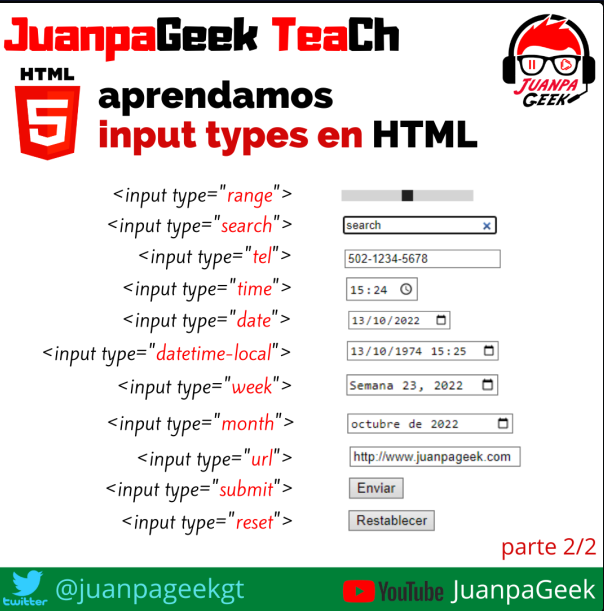 JuanpaGeek TeaCh
JUANPA
GEEK
HTML
5
aprendamos
input types en HTML
<input type="range">
<input type="search"> search
<input type="tel"> 502-1234-5678
<input type="time"> 15:24
<input type="date"> 13/10/2022
<input type="datetime-local"> 13/10/1974 15:25
<input type="week"> Semana 23, 2022
<input type="month"> octubre de 2022
<input type="url"> http://www.juanpageek.com
<input type="submit"> Enviar
<input type="reset"> Restablecer
parte 2/2
twitter @juanpageekgt YouTube JuanpaGeek